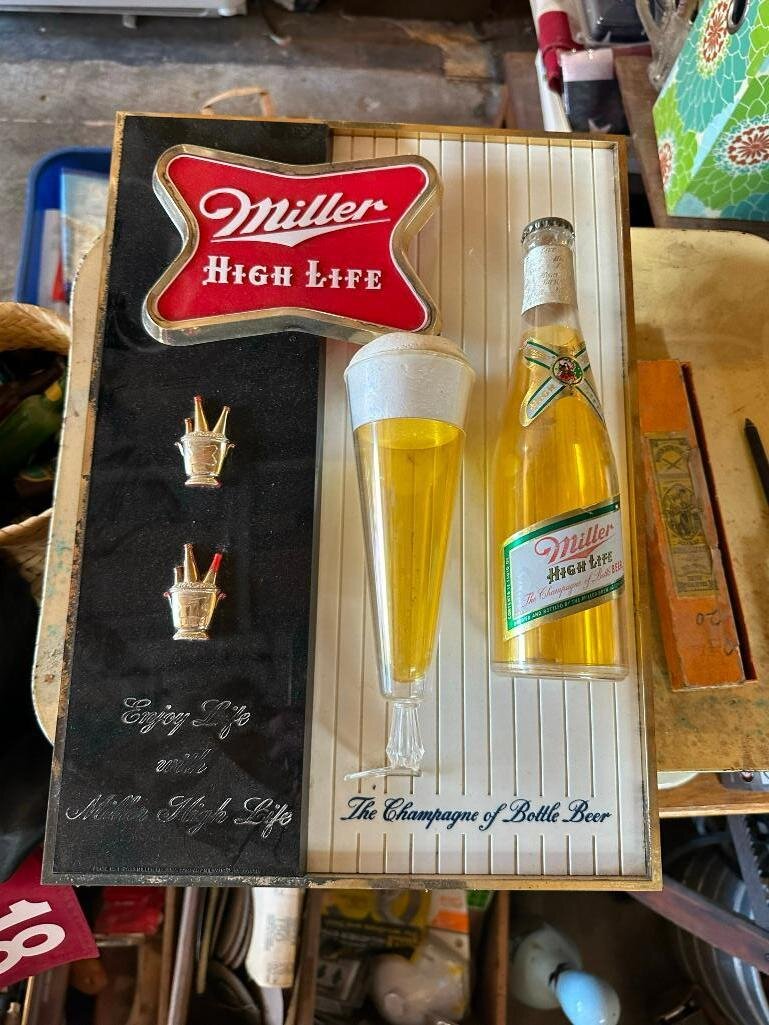 Miller
HIGH LIFE
Miller
HIGH LIFE
The Champagne of Bottle BEER
Enjoy Life
with
Miller High Life
The Champagne of Bottle Beer
18
20